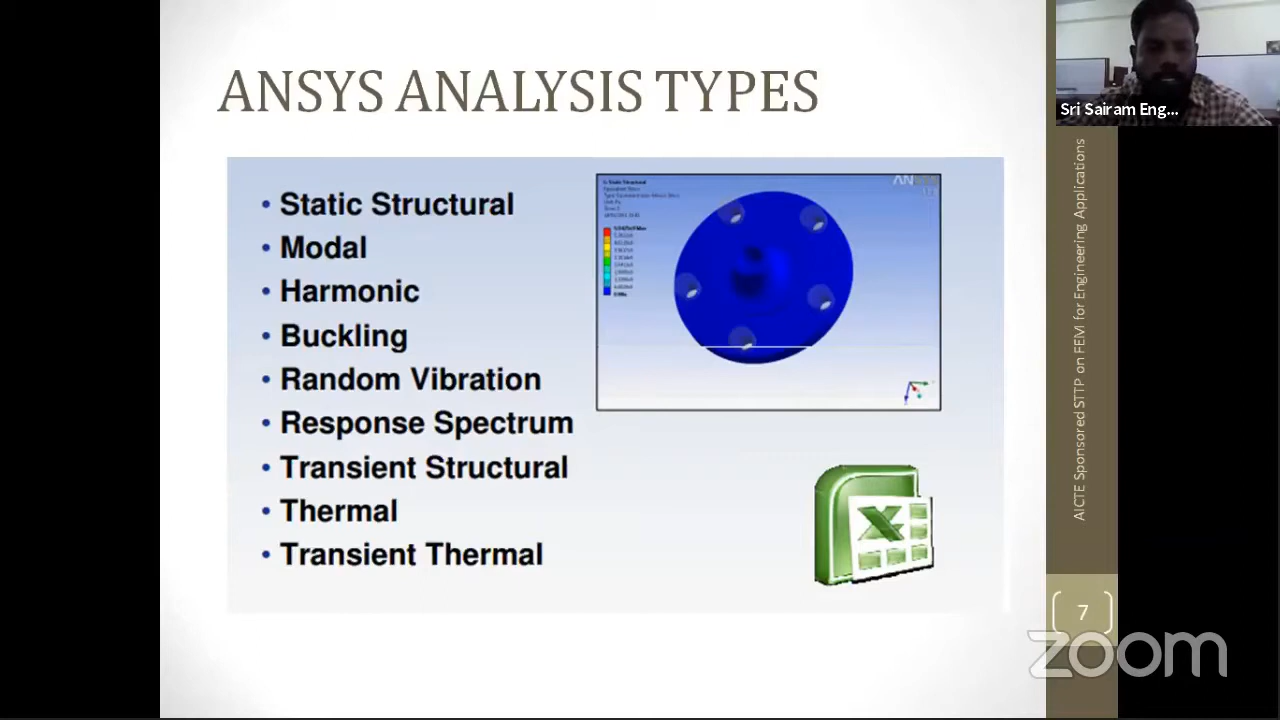 ANSYS ANALYSIS TYPES
• Static Structural
• Modal
• Harmonic
• Buckling
• Random Vibration
• Response Spectrum
• Transient Structural
• Thermal
• Transient Thermal
Sri Sairam Eng...
AICTE Sponsored STTP on FEM for Engineering Applications
7
zoom